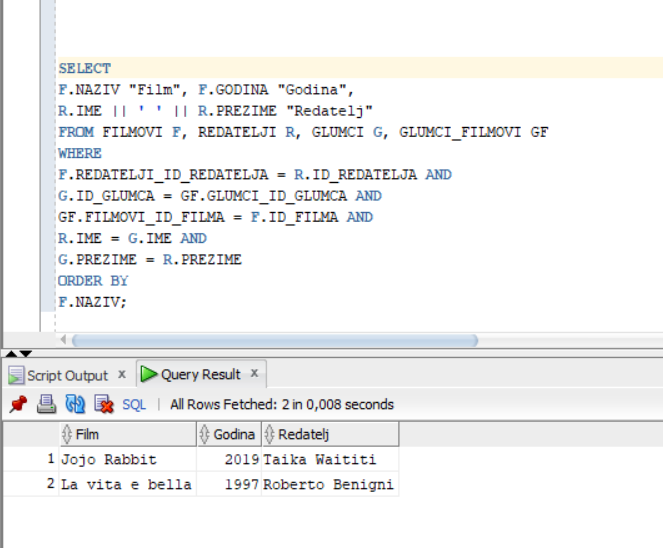 SELECT
F.NAZIV "Film", F.GODINA "Godina",
R.IME || ' ' || R.PREZIME "Redatelj"
FROM FILMOVI F, REDATELJI R, GLUMCI G, GLUMCI_FILMOVI GF
WHERE
F.REDATELJI_ID_REDATELJA = R.ID_REDATELJA AND
G.ID_GLUMCA = GF.GLUMCI_ID_GLUMCA AND
GF.FILMOVI_ID_FILMA = F.ID_FILMA AND
R.IME = G.IME AND
G.PREZIME = R.PREZIME
ORDER BY
F.NAZIV;
Script Output x Query Result x
SQL | All Rows Fetched: 2 in 0,008 seconds
Film Godina Redatelj
1 Jojo Rabbit 2019 Taika Waititi
2 La vita e bella 1997 Roberto Benigni